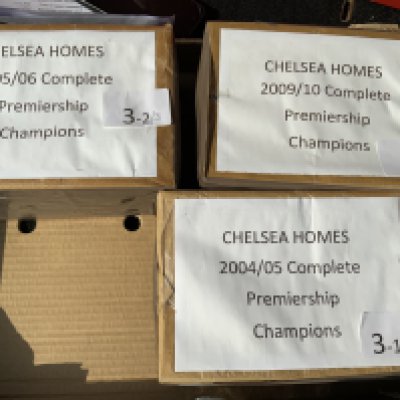 ELSEA HOMES
05/06 Complete
Premiership
Champions
3-2
CHELSEA HOMES
2009/10 Complete
Premiership
Champions
CHELSEA HOMES
2004/05 Complete
Premiership
Champions
3-1